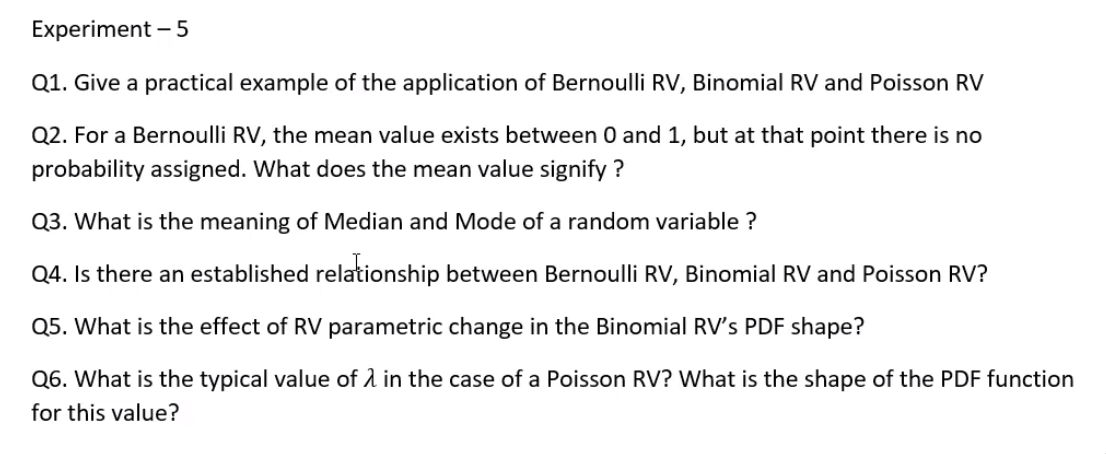 Experiment – 5
Q1. Give a practical example of the application of Bernoulli RV, Binomial RV and Poisson RV
Q2. For a Bernoulli RV, the mean value exists between 0 and 1, but at that point there is no
probability assigned. What does the mean value signify ?
Q3. What is the meaning of Median and Mode of a random variable ?
Q4. Is there an established relationship between Bernoulli RV, Binomial RV and Poisson RV?
Q5. What is the effect of RV parametric change in the Binomial RV’s PDF shape?
Q6. What is the typical value of λ in the case of a Poisson RV? What is the shape of the PDF function
for this value?